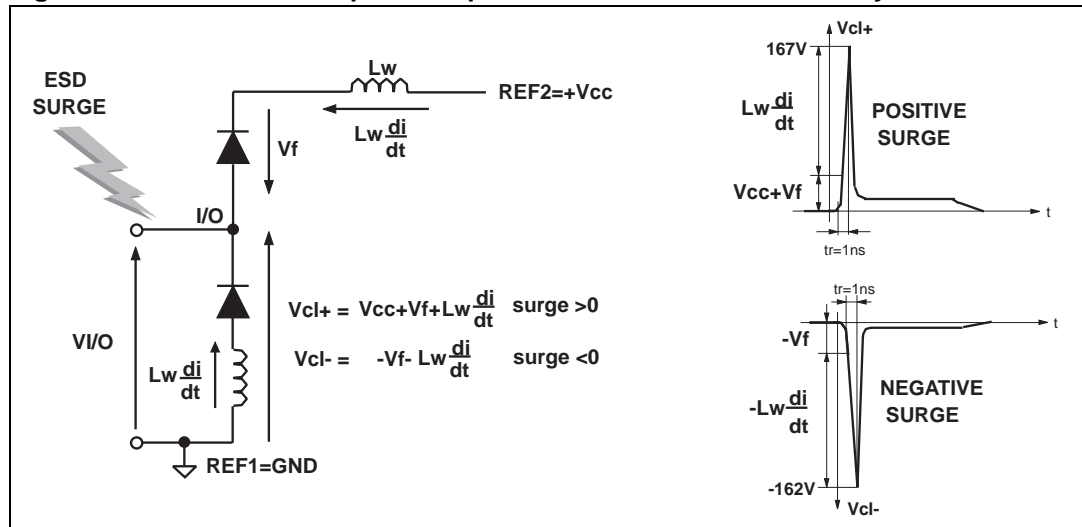 ESD
SURGE
Lw
REF2=+Vcc
Lw di/dt
Vf
I/O
VI/O
Vcl+ = Vcc+Vf+Lw di/dt surge >0
Vcl- = -Vf- Lw di/dt surge <0
Lw di/dt
REF1=GND
Vcl+
167V
Lw di/dt
POSITIVE
SURGE
Vcc+Vf
t
tr=1ns
tr=1ns
t
-Vf
-Lw di/dt
NEGATIVE
SURGE
-162V
Vcl-